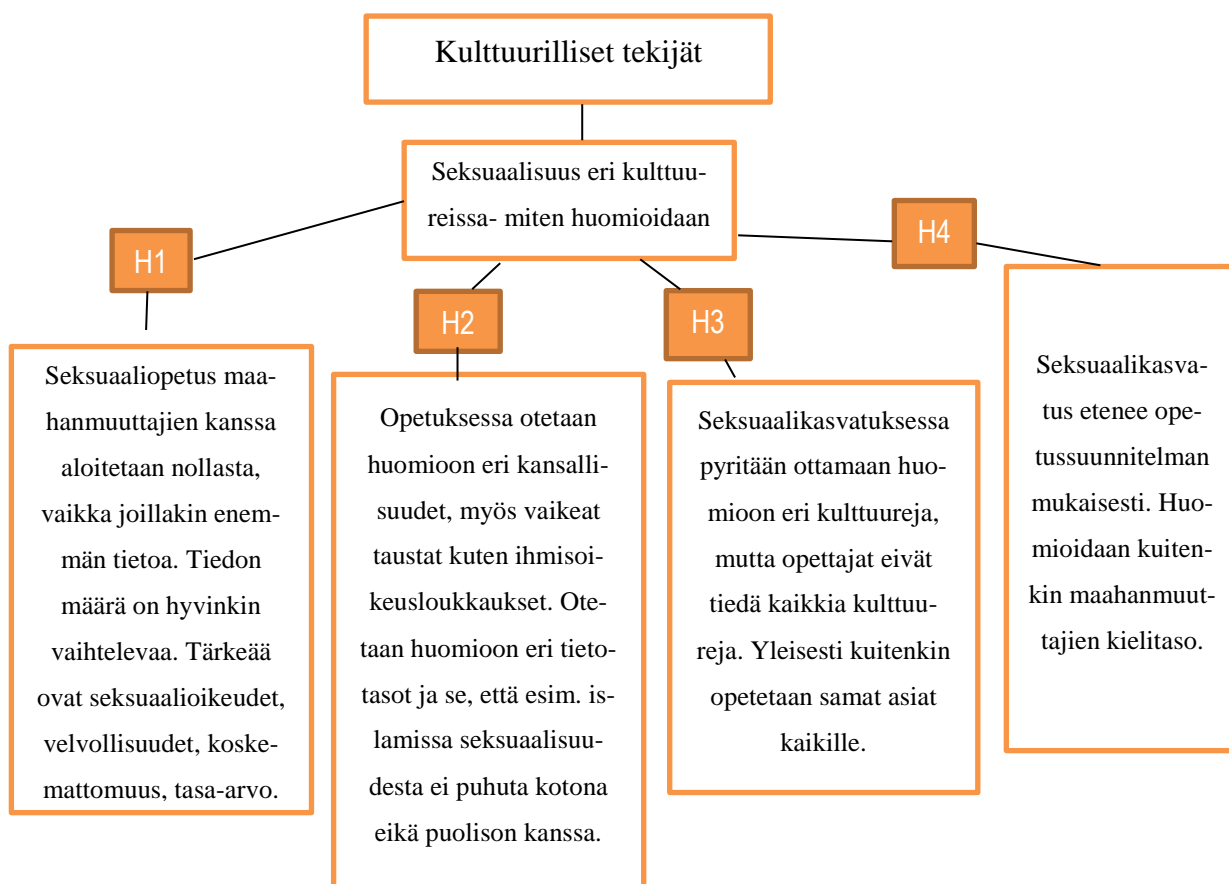 Kulttuurilliset tekijät
Seksuaalisuus eri kulttuu-
reissa- miten huomioidaan
H1
H2
H3
H4
Seksuaaliopetus maa-
hanmuuttajien kanssa
aloitetaan nollasta,
vaikka joillakin enem-
män tietoa. Tiedon
määrä on hyvinkin
vaihtelevaa. Tärkeää
ovat seksuaalioikeudet,
velvollisuudet, koske-
mattomuus, tasa-arvo.
Opetuksessa otetaan
huomioon eri kansalli-
suudet, myös vaikeat
taustat kuten ihmisoi-
keusloukkaukset. Ote-
taan huomioon eri tieto-
tasot ja se, että esim. is-
lamissa seksuaalisuu-
desta ei puhuta kotona
eikä puolison kanssa.
Seksuaalikasvatuksessa
pyritään ottamaan huo-
mioon eri kulttuureja,
mutta opettajat eivät
tiedä kaikkia kulttuu-
reja. Yleisesti kuitenkin
opetetaan samat asiat
kaikille.
Seksuaalikasva-
tus etenee ope-
tussuunnitelman
mukaisesti. Huo-
mioidaan kuiten-
kin maahanmuut-
tajien kielitaso.